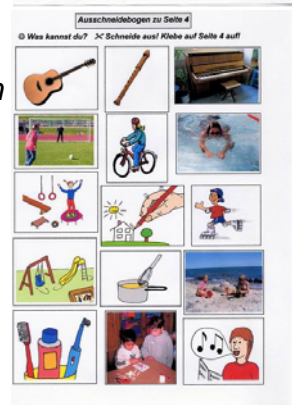 Ausschneidebogen zu Seite 4
Was kannst du? Schneide aus! Klebe auf Seite 4 auf!
n